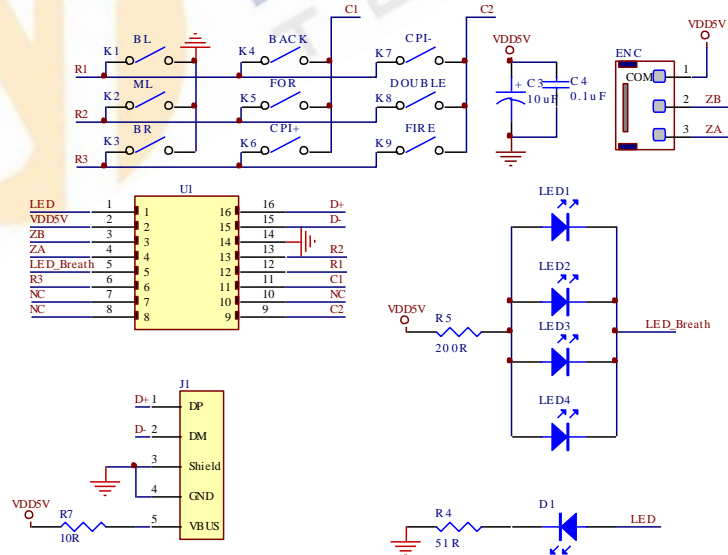 C1 C2
BL BACK CPI- VDD5V VDD5V
K1 K4 K7 ENC
R1 COM 1
ML FOR DOUBLE + C3 C4
K2 K5 K8 10uF 0.1uF 2 ZB
R2
BR CPI+ FIRE 3 ZA
K3 K6 K9
R3
U1
LED 1 1 16 16 D+
VDD5V 2 2 15 15 D-
ZB 3 3 14 14
ZA 4 4 13 13 R2
LED_Breath 5 5 12 12 R1
R3 6 6 11 11 C1
NC 7 7 10 10 NC
NC 8 8 9 9 C2
LED1
LED2
VDD5V R5 LED3 LED_Breath
200R
LED4
J1
D+ 1 DP
D- 2 DM
3 Shield
4 GND
VDD5V R7 5 VBUS
10R
R4 D1 LED
51R